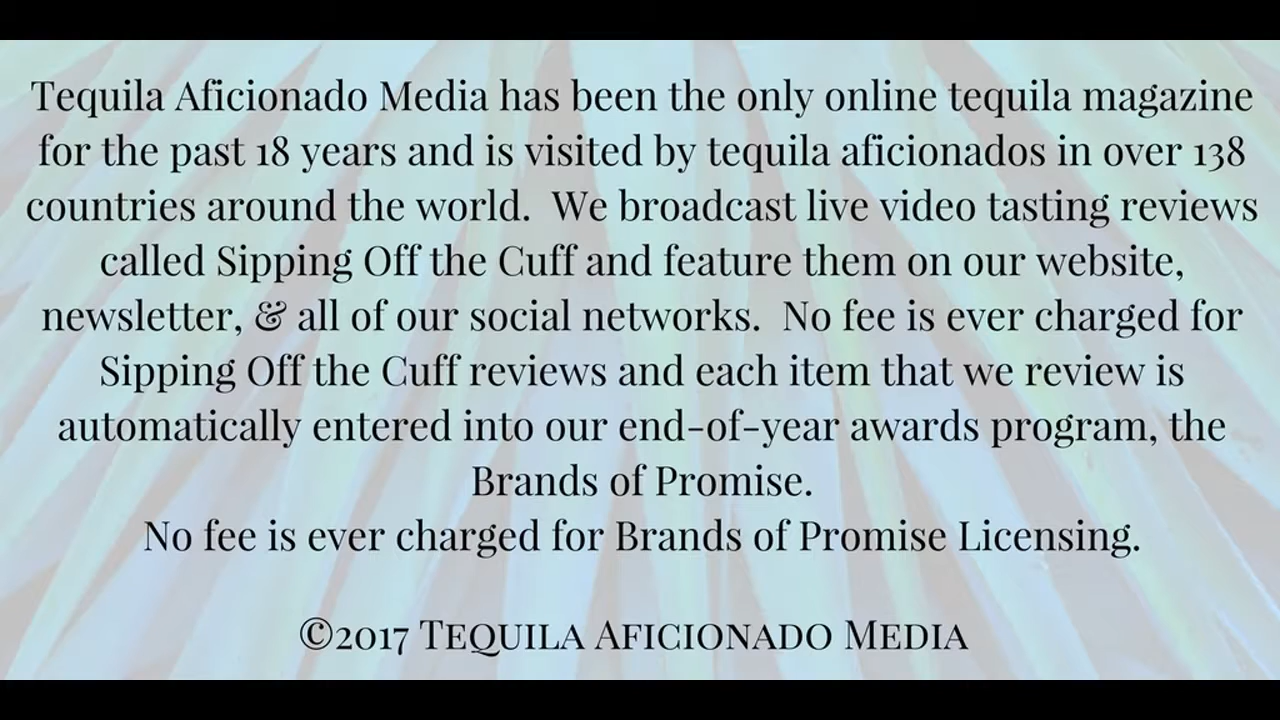 Tequila Aficionado Media has been the only online tequila magazine
for the past 18 years and is visited by tequila aficionados in over 138
countries around the world.  We broadcast live video tasting reviews
called Sipping Off the Cuff and feature them on our website,
newsletter, & all of our social networks.  No fee is ever charged for
Sipping Off the Cuff reviews and each item that we review is
automatically entered into our end-of-year awards program, the
Brands of Promise.
No fee is ever charged for Brands of Promise Licensing.
©2017 TEQUILA AFICIONADO MEDIA